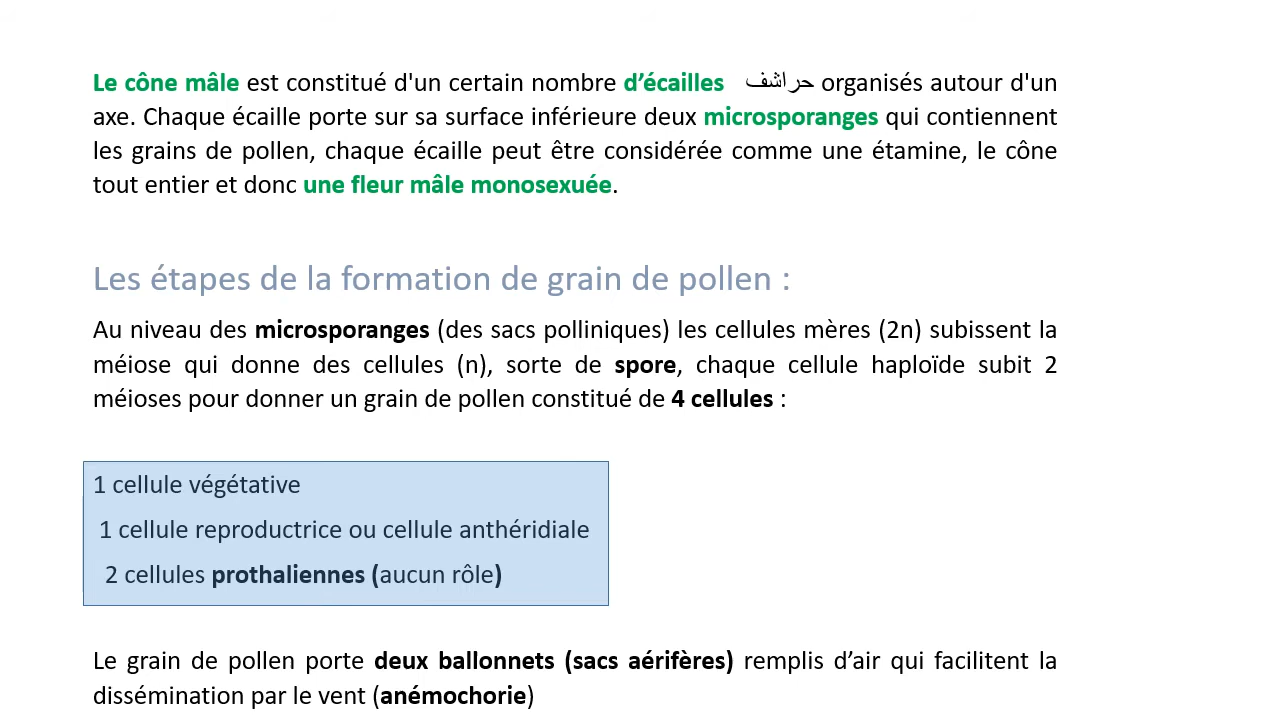 Le cône mâle est constitué d'un certain nombre d’écailles حراشف organisés autour d'un
axe. Chaque écaille porte sur sa surface inférieure deux microsporanges qui contiennent
les grains de pollen, chaque écaille peut être considérée comme une étamine, le cône
tout entier et donc une fleur mâle monosexuée.
Les étapes de la formation de grain de pollen :
Au niveau des microsporanges (des sacs polliniques) les cellules mères (2n) subissent la
méiose qui donne des cellules (n), sorte de spore, chaque cellule haploïde subit 2
méioses pour donner un grain de pollen constitué de 4 cellules :
1 cellule végétative
1 cellule reproductrice ou cellule anthéridiale
2 cellules prothaliennes (aucun rôle)
Le grain de pollen porte deux ballonnets (sacs aérifères) remplis d’air qui facilitent la
dissémination par le vent (anémochorie)